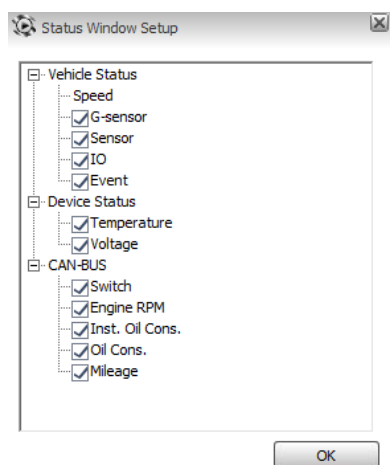 Status Window Setup
Vehicle Status
Speed
G-sensor
Sensor
IO
Event
Device Status
Temperature
Voltage
CAN-BUS
Switch
Engine RPM
Inst. Oil Cons.
Oil Cons.
Mileage
OK